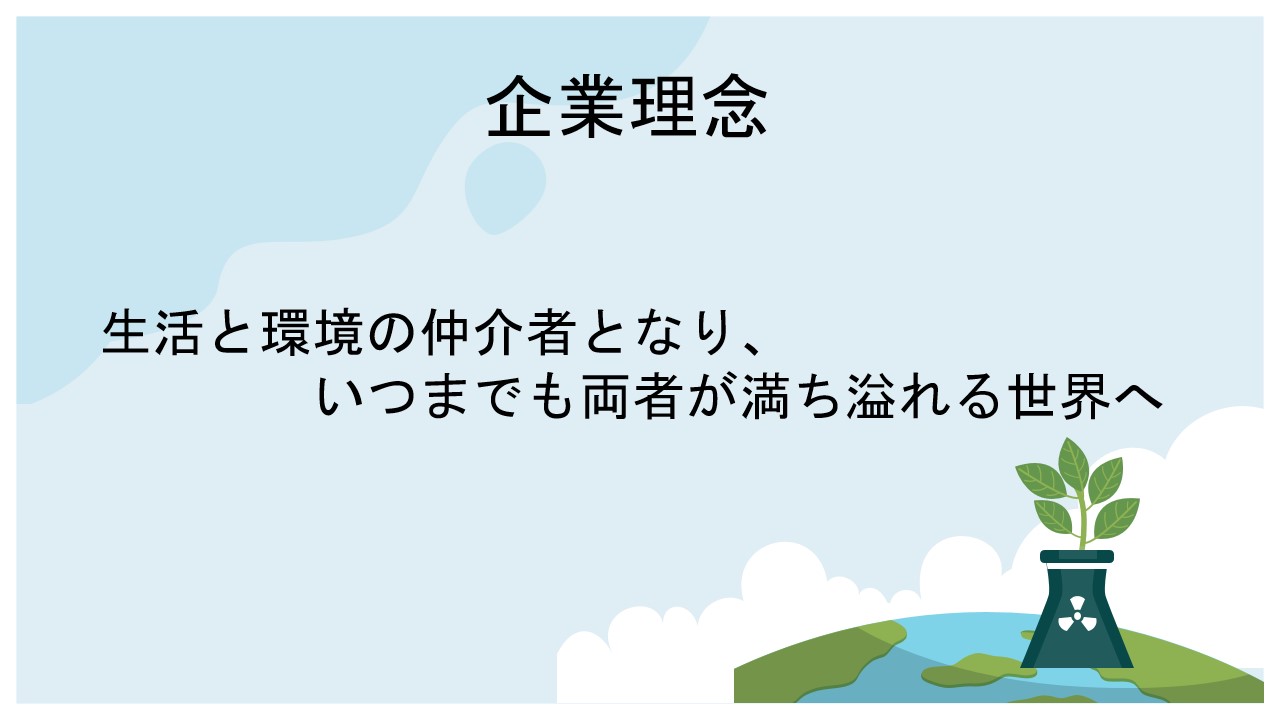 企業理念
生活と環境の仲介者となり、
いつまでも両者が満ち溢れる世界へ